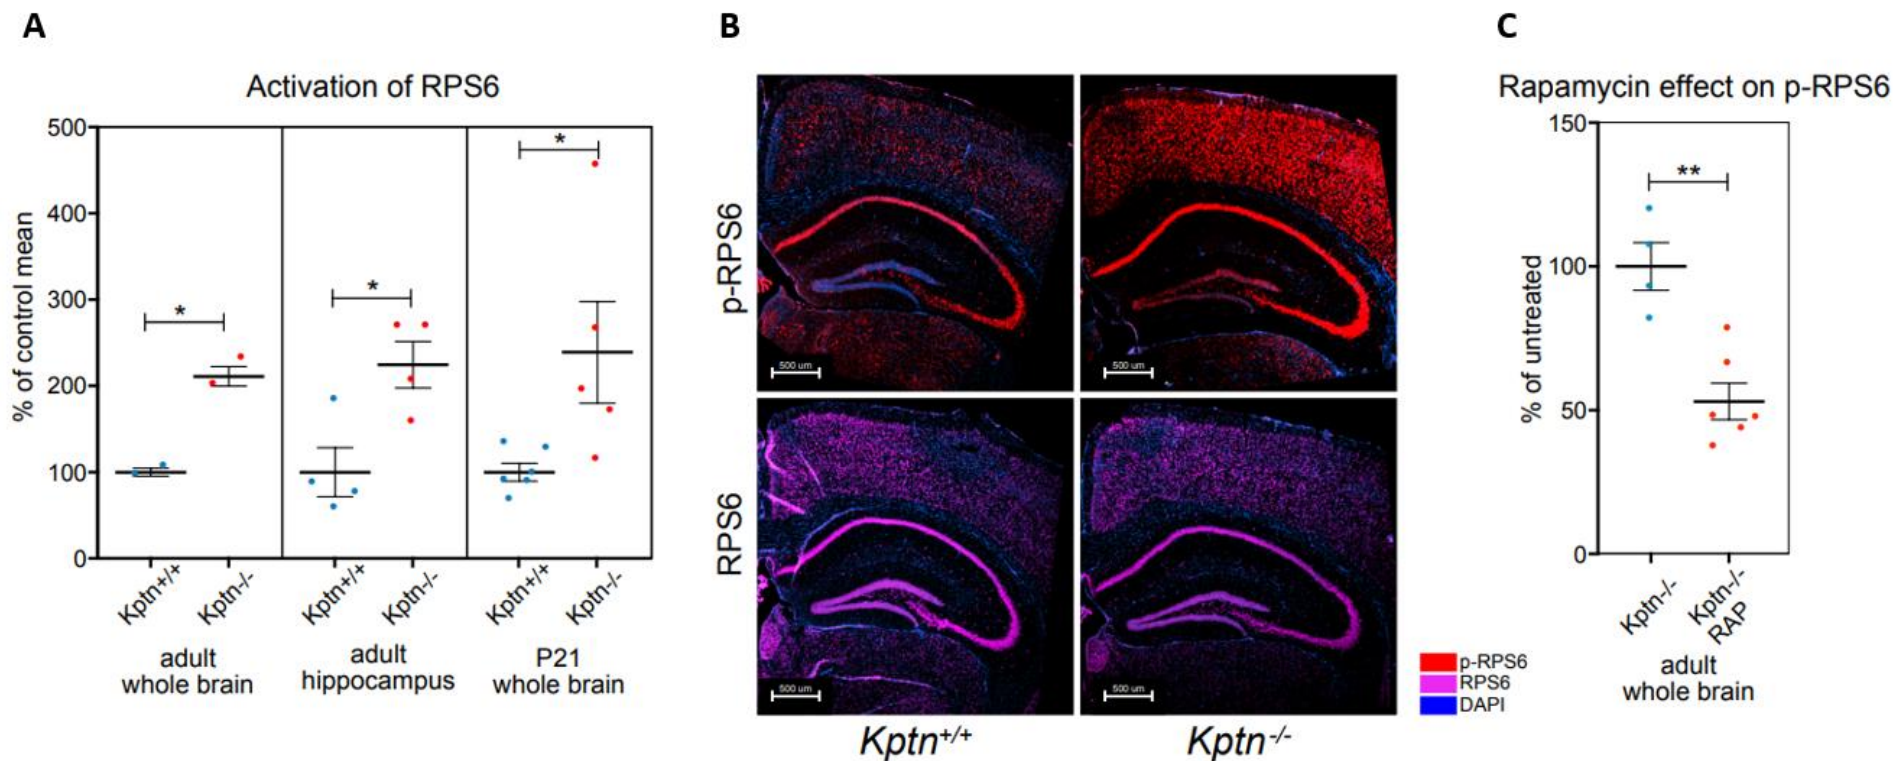 A
Activation of RPS6
% of control mean
500
400
300
200
100
0
*
*
*
Kptn+/+
Kptn-/-
Kptn+/+
Kptn-/-
Kptn+/+
Kptn-/-
adult
whole brain
adult
hippocampus
P21
whole brain
B
p-RPS6
RPS6
500 um
500 um
500 um
500 um
Kptn+/+
Kptn-/-
p-RPS6
RPS6
DAPI
C
Rapamycin effect on p-RPS6
% of untreated
150
100
50
0
**
Kptn-/-
Kptn-/-
RAP
adult
whole brain